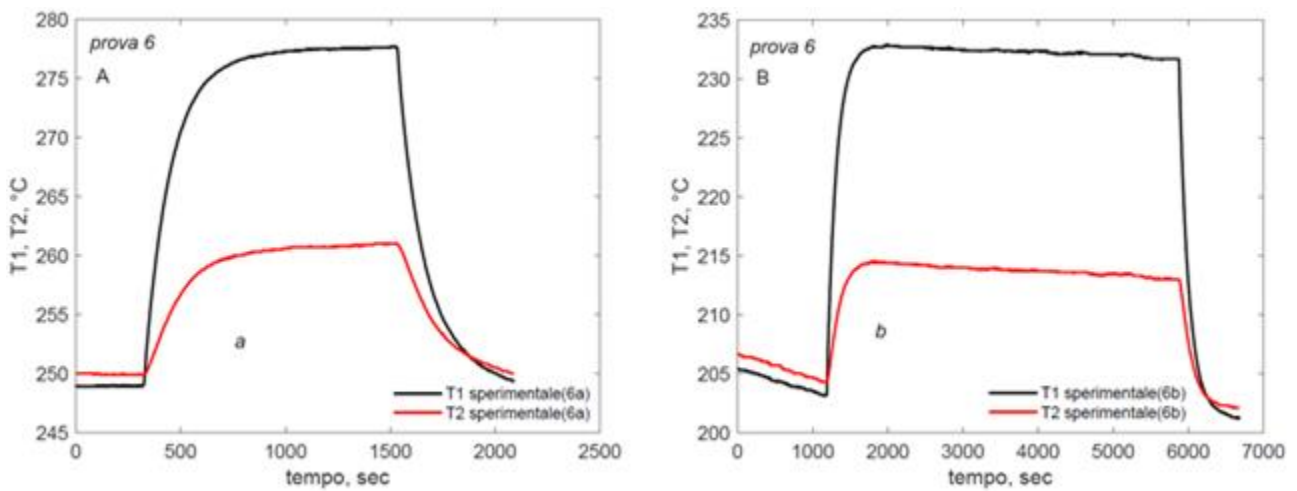 280
275
270
265
260
255
250
245
T1, T2, °C
prova 6
A
a
T1 sperimentale(6a)
T2 sperimentale(6a)
0 500 1000 1500 2000 2500
tempo, sec
235
230
225
220
215
210
205
200
T1, T2, °C
prova 6
B
b
T1 sperimentale(6b)
T2 sperimentale(6b)
0 1000 2000 3000 4000 5000 6000 7000
tempo, sec